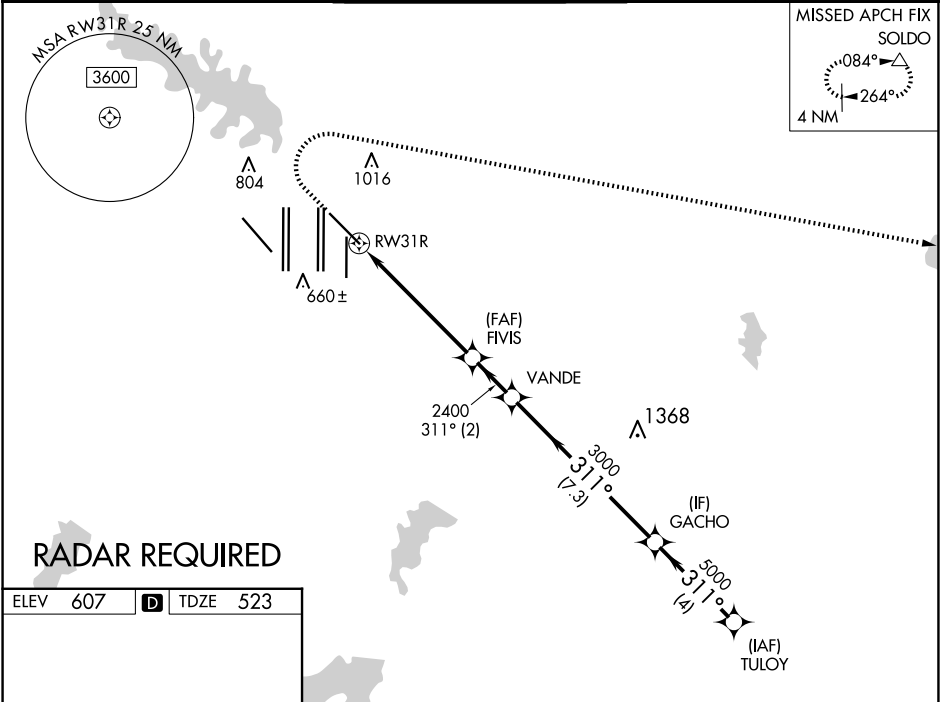 MSA RW31R 25 NM
3600
MISSED APCH FIX
SOLDO
084°
264°
4 NM
804
1016
RW31R
660±
(FAF)
FIVIS
VANDE
2400
311° (2)
1368
3000
311°
(7.3)
(IF)
GACHO
5000
311°
(4)
(IAF)
TULOY
RADAR REQUIRED
ELEV 607 D TDZE 523